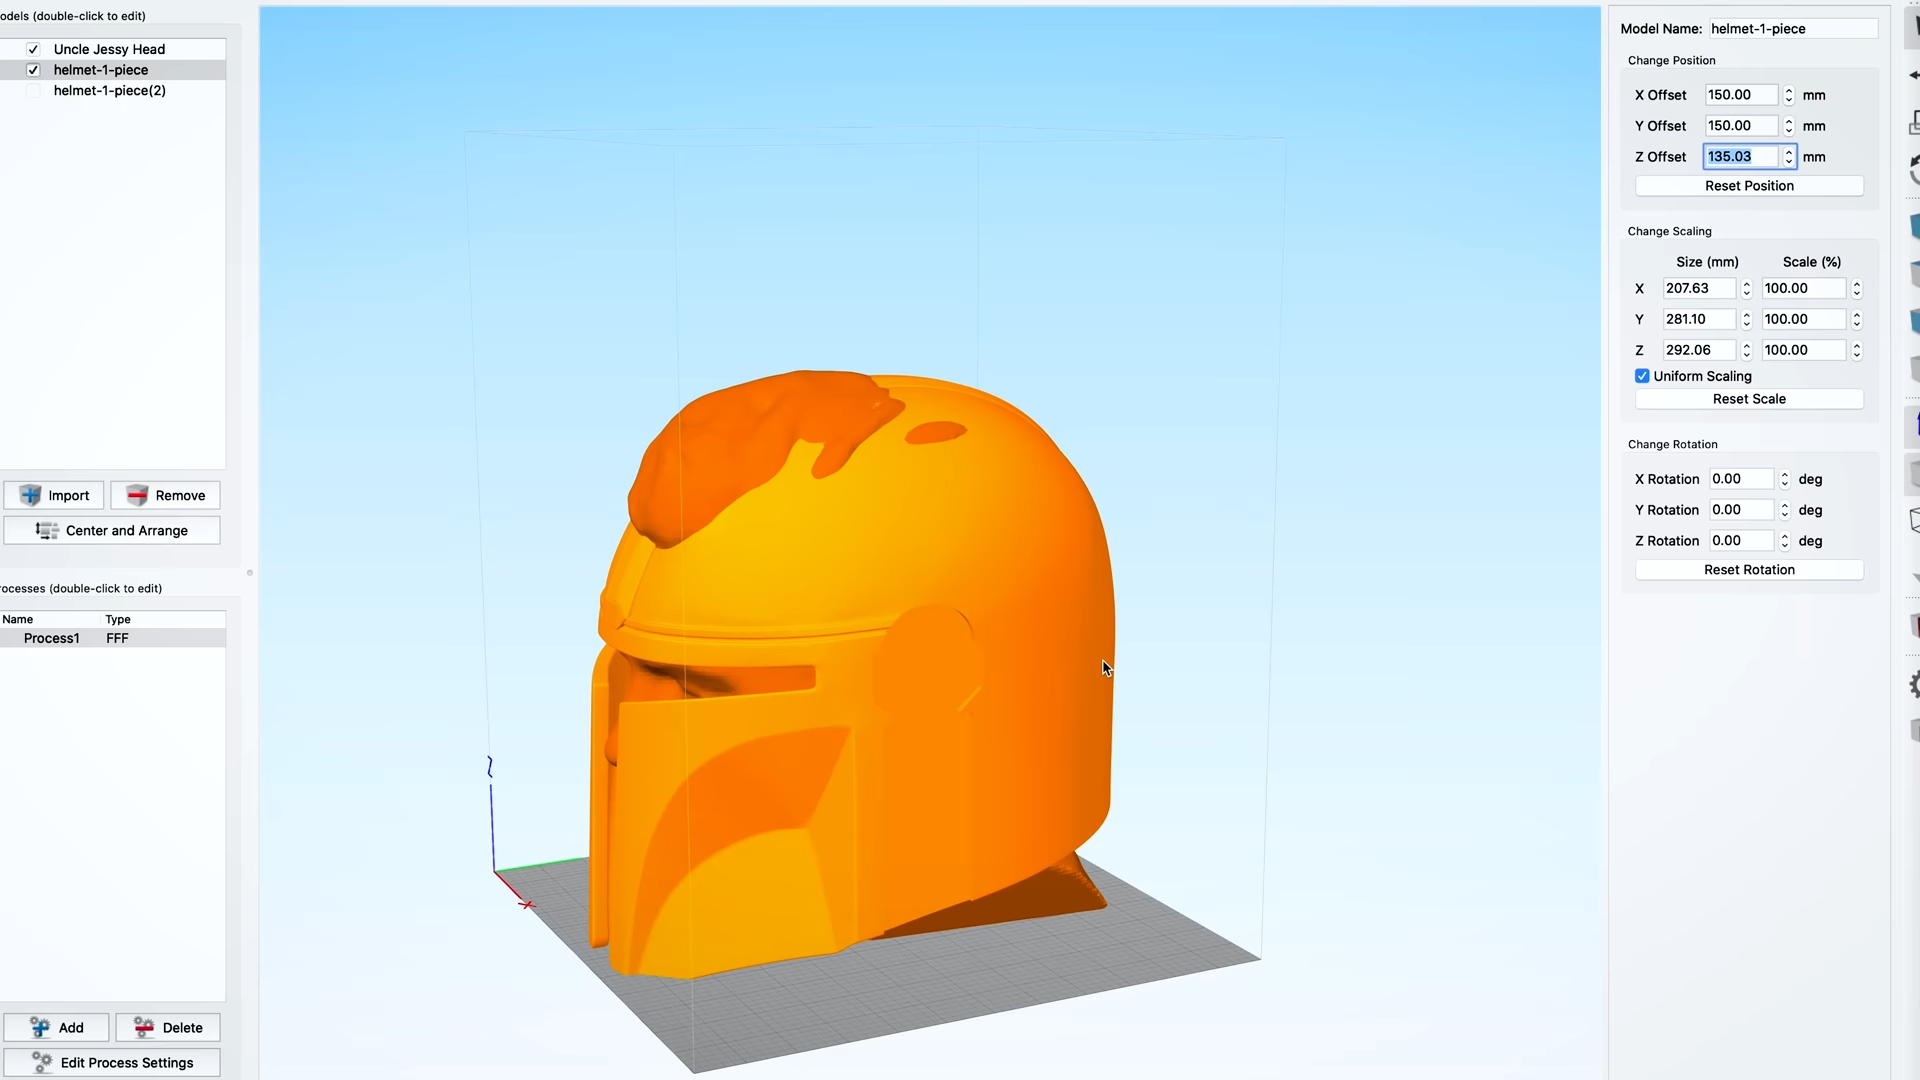 odels (double-click to edit)
Uncle Jessy Head
helmet-1-piece
helmet-1-piece(2)
Import
Remove
Center and Arrange
rocesses (double-click to edit)
Name Type
Process1 FFF
Add
Delete
Edit Process Settings
Model Name: helmet-1-piece
Change Position
X Offset 150.00 mm
Y Offset 150.00 mm
Z Offset 135.03 mm
Reset Position
Change Scaling
Size (mm) Scale (%)
X 207.63 100.00
Y 281.10 100.00
Z 292.06 100.00
Uniform Scaling
Reset Scale
Change Rotation
X Rotation 0.00 deg
Y Rotation 0.00 deg
Z Rotation 0.00 deg
Reset Rotation